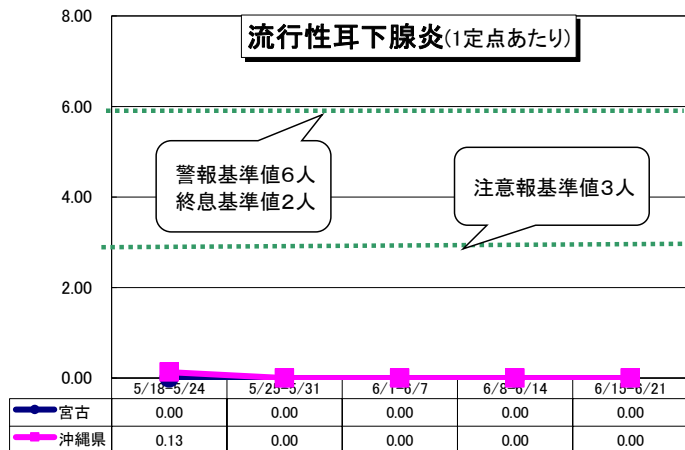 流行性耳下腺炎(1定点あたり)
8.00
6.00
警報基準値6人
終息基準値2人
注意報基準値3人
4.00
2.00
0.00
5/18-5/24 5/25-5/31 6/1-6/7 6/8-6/14 6/15-6/21
宮古 0.00 0.00 0.00 0.00 0.00
沖縄県 0.13 0.00 0.00 0.00 0.00